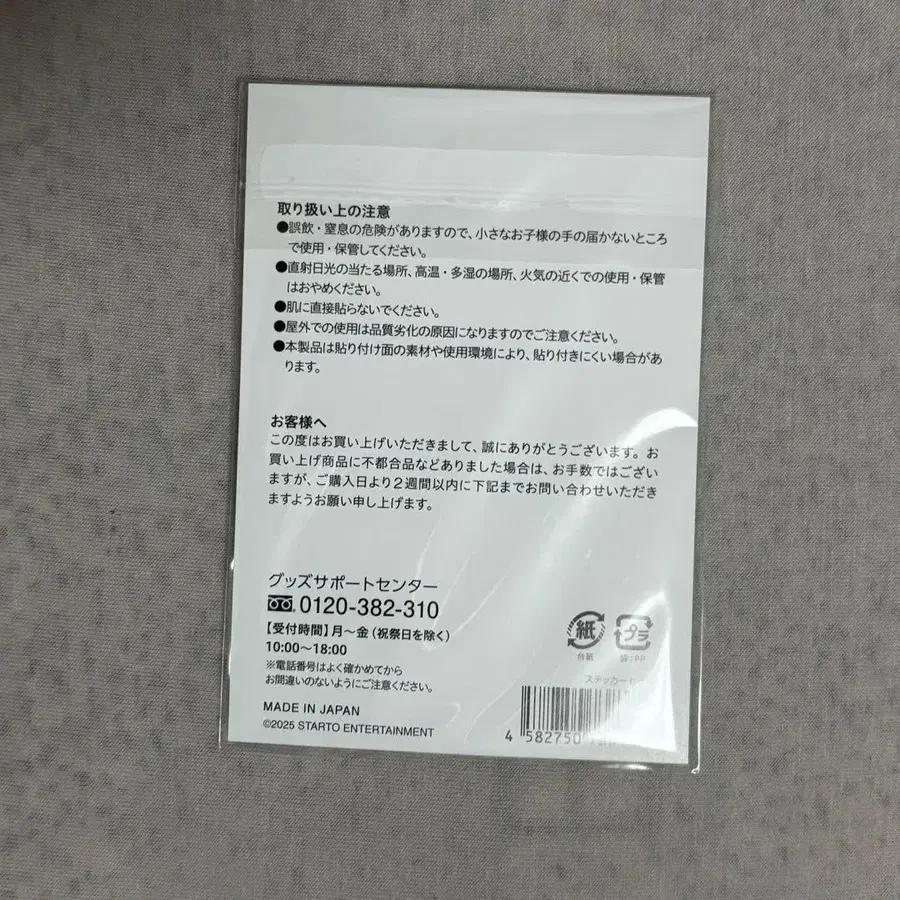 取り扱い上の注意
●誤飲・窒息の危険がありますので、小さなお子様の手の届かないところ
で使用・保管してください。
●直射日光の当たる場所、高温・多湿の場所、火気の近くでの使用・保管
はおやめください。
●肌に直接貼らないでください。
●屋外での使用は品質劣化の原因になりますのでご注意ください。
●本製品は貼り付け面の素材や使用環境により、貼り付きにくい場合があ
ります。
お客様へ
この度はお買い上げいただきまして、誠にありがとうございます。お
買い上げ商品に不都合品などありました場合は、お手数ではござい
ますが、ご購入日より2週間以内に下記までお問い合わせいただき
ますようお願い申し上げます。
グッズサポートセンター
0120-382-310
【受付時間】月〜金(祝祭日を除く)
10:00〜18:00
※電話番号はよく確かめてから
お間違いのないようにご注意ください。
MADE IN JAPAN
©2025 STARTO ENTERTAINMENT
紙
台紙
プラ
袋:PP
ステッカー
4 582750